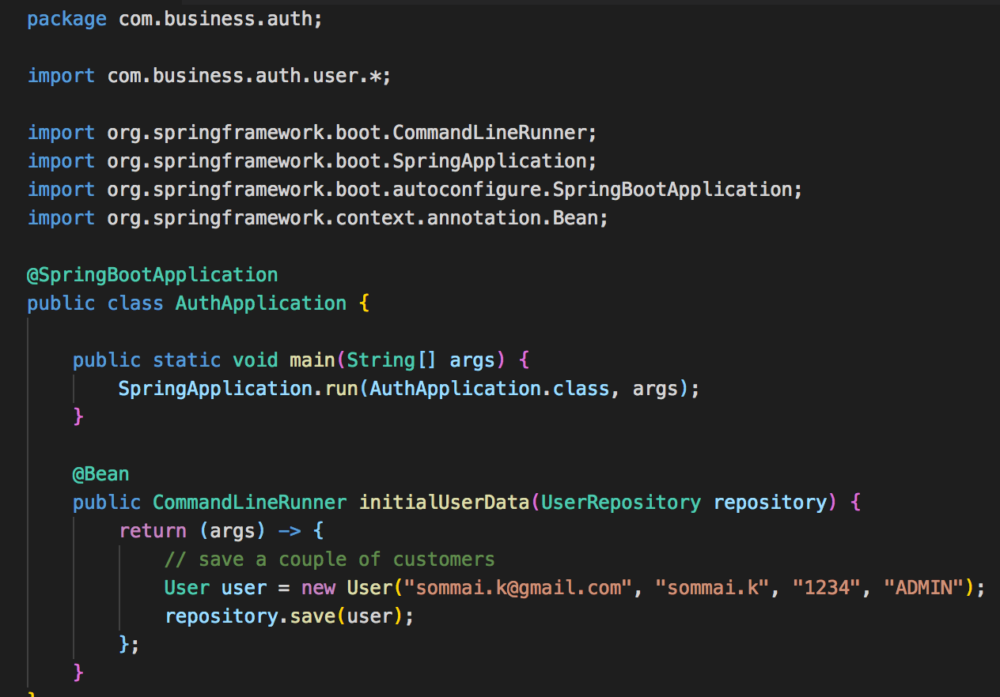 package com.business.auth;
import com.business.auth.user.*;
import org.springframework.boot.CommandLineRunner;
import org.springframework.boot.SpringApplication;
import org.springframework.boot.autoconfigure.SpringBootApplication;
import org.springframework.context.annotation.Bean;
@SpringBootApplication
public class AuthApplication {
public static void main(String[] args) {
SpringApplication.run(AuthApplication.class, args);
}
@Bean
public CommandLineRunner initialUserData(UserRepository repository) {
return (args) -> {
// save a couple of customers
User user = new User("sommai.k@gmail.com", "sommai.k", "1234", "ADMIN");
repository.save(user);
};
}
}